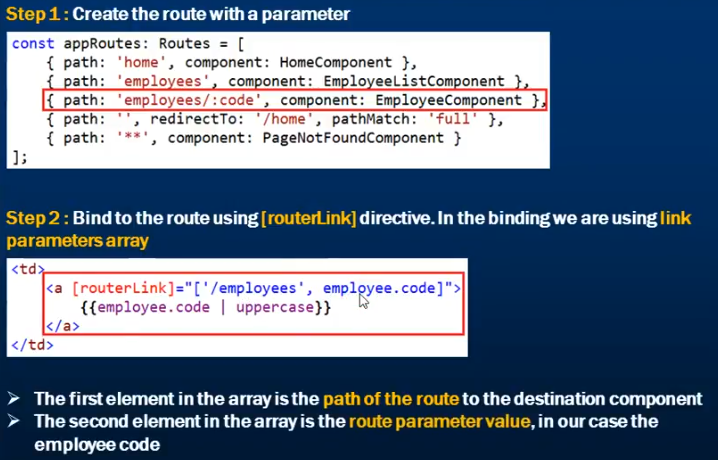 Step 1 : Create the route with a parameter
const appRoutes: Routes = [
{ path: 'home', component: HomeComponent },
{ path: 'employees', component: EmployeeListComponent },
{ path: 'employees/:code', component: EmployeeComponent },
{ path: '', redirectTo: '/home', pathMatch: 'full' },
{ path: '**', component: PageNotFoundComponent }
];
Step 2 : Bind to the route using [routerLink] directive. In the binding we are using link
parameters array
<td>
<a [routerLink]="['/employees', employee.code]">
{{employee.code | uppercase}}
</a>
</td>
➢ The first element in the array is the path of the route to the destination component
➢ The second element in the array is the route parameter value, in our case the
employee code